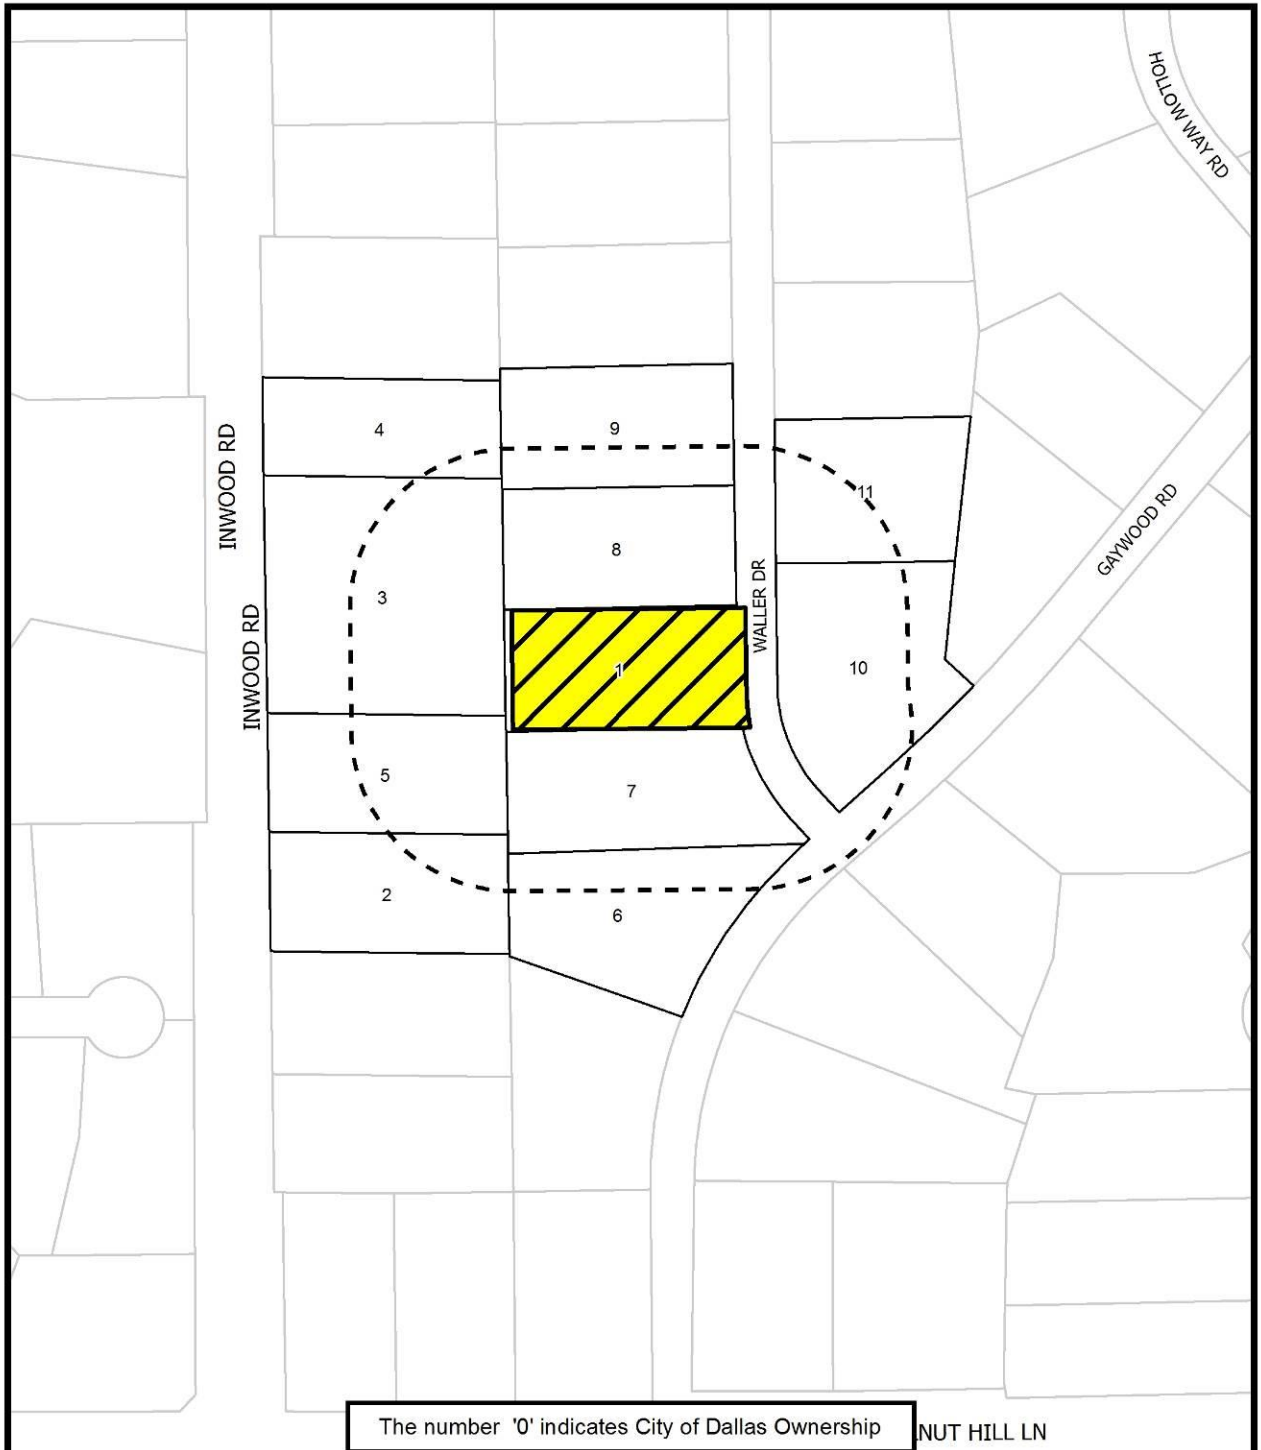 HOLLOW WAY RD
4
9
INWOOD RD
11
GAYWOOD RD
8
WALLER DR
3
INWOOD RD
1
10
5
7
2
6
The number '0' indicates City of Dallas Ownership
NUT HILL LN